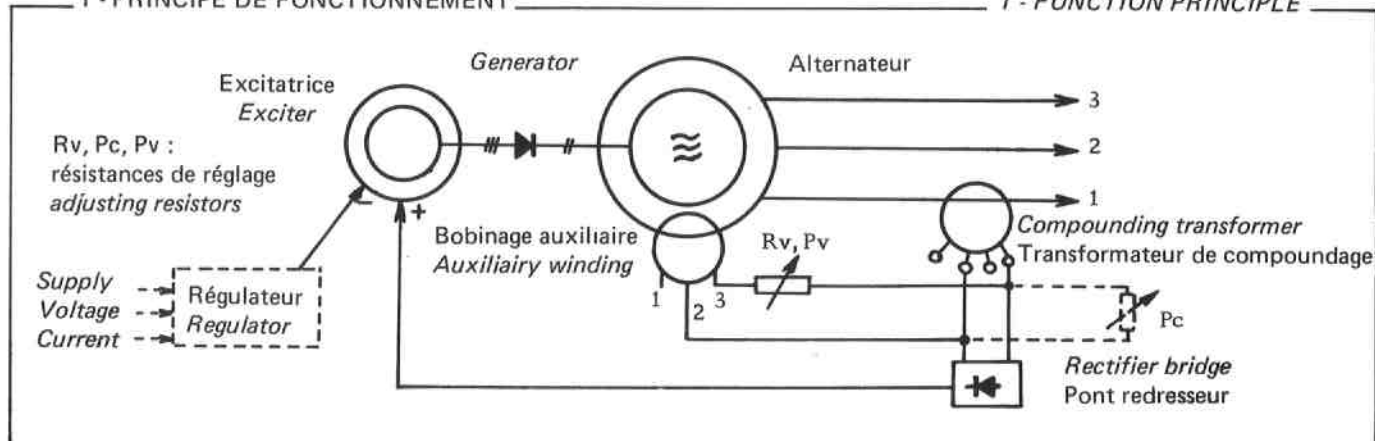 1 - PRINCIPE DE FONCTIONNEMENT
1 - FUNCTION PRINCIPLE
Generator
Alternateur
Excitatrice
Exciter
Rv, Pc, Pv :
résistances de réglage
adjusting resistors
3
2
1
- +
Compounding transformer
Transformateur de compoundage
Bobinage auxiliaire
Auxiliairy winding
Rv, Pv
1 2 3
Supply
Voltage
Current
Régulateur
Regulator
Pc
Rectifier bridge
Pont redresseur